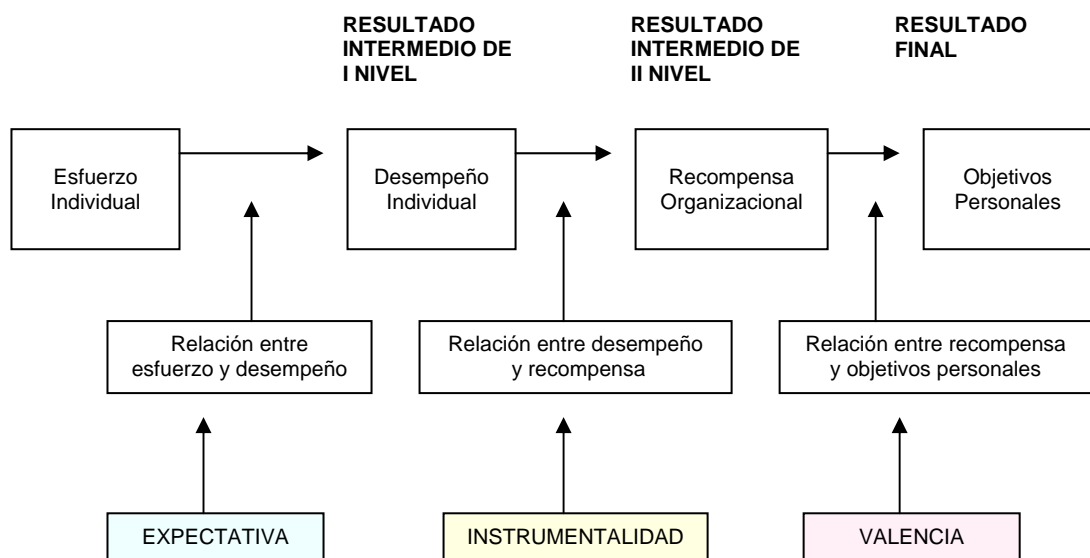 RESULTADO
INTERMEDIO DE
I NIVEL
RESULTADO
INTERMEDIO DE
II NIVEL
RESULTADO
FINAL
Esfuerzo
Individual
Desempeño
Individual
Recompensa
Organizacional
Objetivos
Personales
Relación entre
esfuerzo y desempeño
Relación entre desempeño
y recompensa
Relación entre recompensa
y objetivos personales
EXPECTATIVA
INSTRUMENTALIDAD
VALENCIA